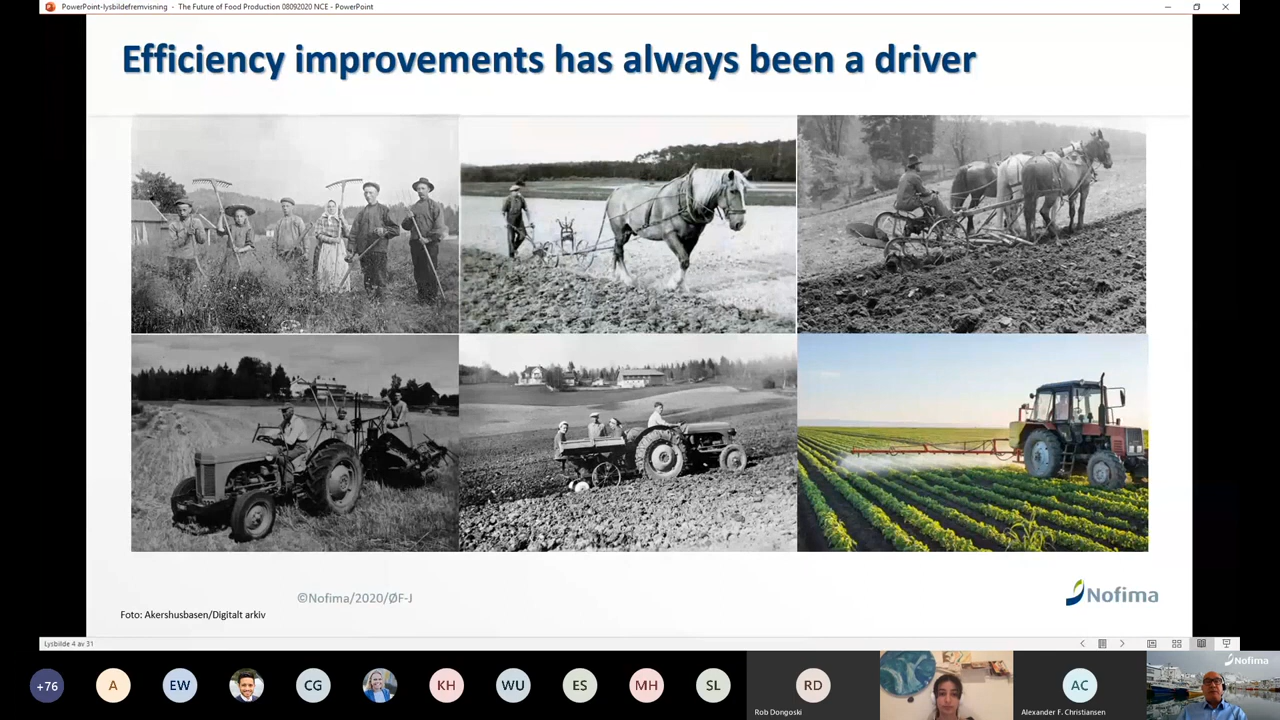 PowerPoint-lysbildefremvisning - The Future of Food Production 08092020 NCE - PowerPoint
Efficiency improvements has always been a driver
©Nofima/2020/ØF-J
Nofima
Foto: Akershusbasen/Digitalt arkiv
Lysbilde 4 av 31
+76
A
EW
CG
KH
WU
ES
MH
SL
RD
Rob Dongoski
AC
Alexander F. Christiansen
Nofima